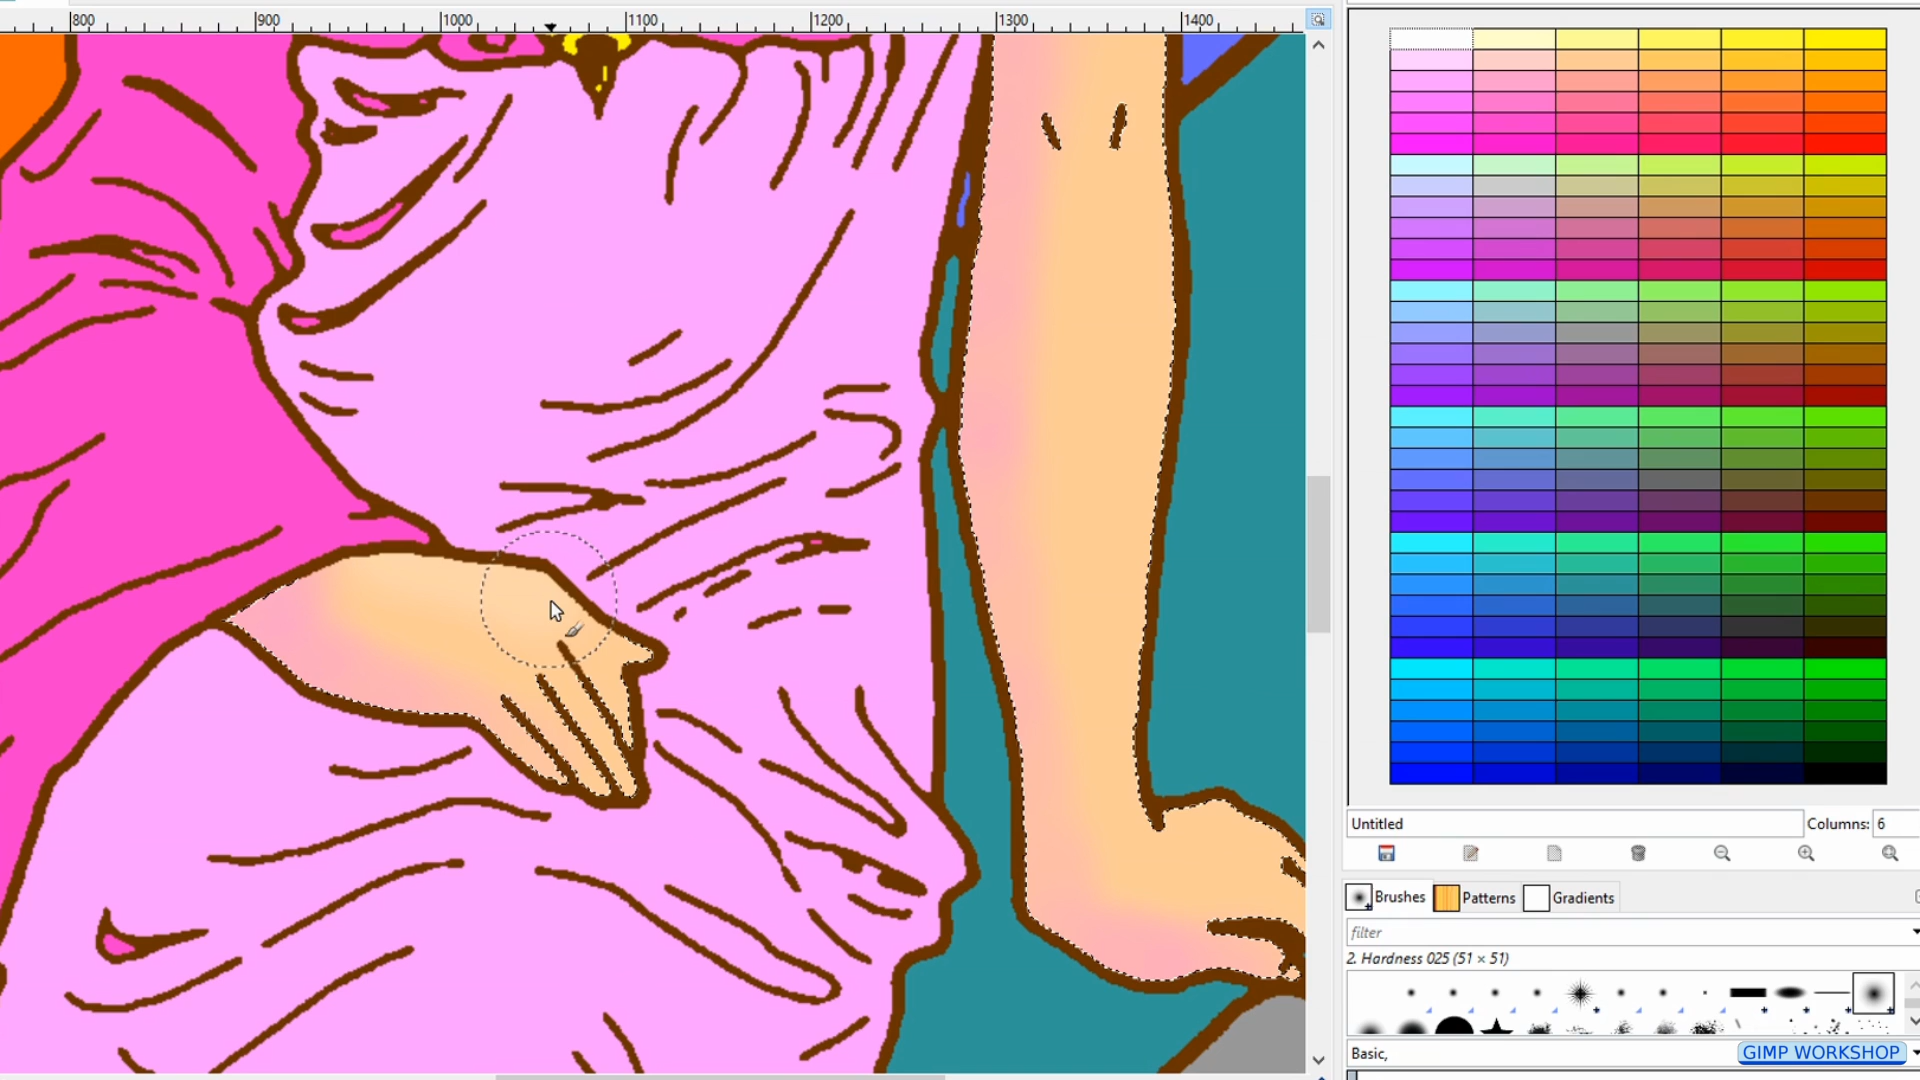 800 900 1000 1100 1200 1300 1400
Untitled
Columns: 6
Brushes Patterns Gradients
filter
2. Hardness 025 (51 × 51)
Basic,
GIMP WORKSHOP